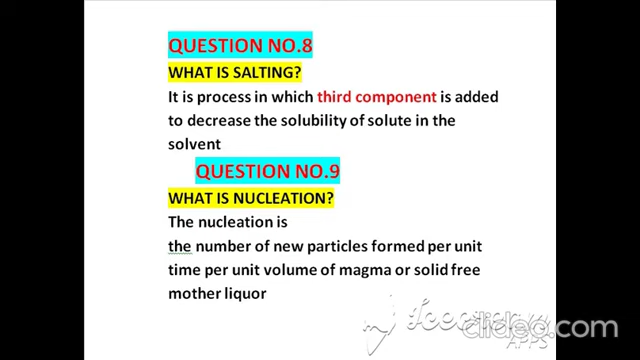 QUESTION NO.8
WHAT IS SALTING?
It is process in which third component is added
to decrease the solubility of solute in the
solvent
QUESTION NO.9
WHAT IS NUCLEATION?
The nucleation is
the number of new particles formed per unit
time per unit volume of magma or solid free
mother liquor
clideo.com
APPS